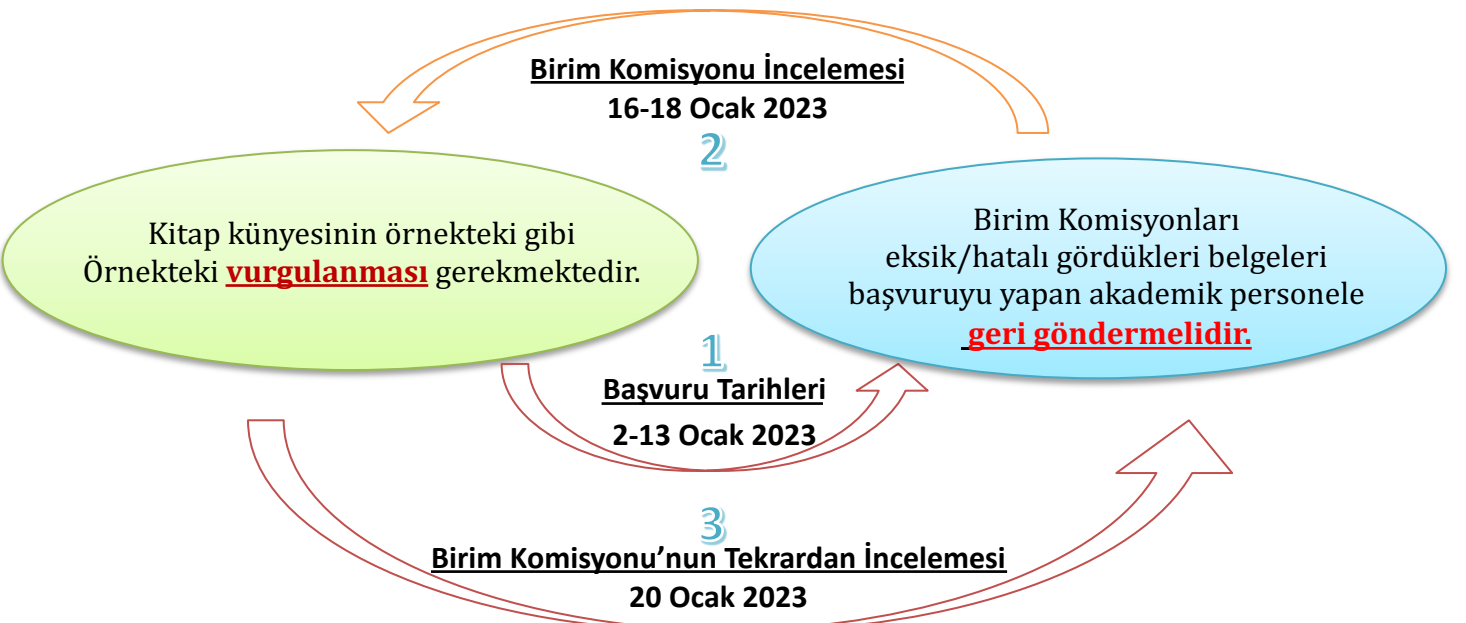 Birim Komisyonu İncelemesi
16-18 Ocak 2023
2
Kitap künyesinin örnekteki gibi
Örnekteki vurgulanması gerekmektedir.
Birim Komisyonları
eksik/hatalı gördükleri belgeleri
başvuruyu yapan akademik personele
geri göndermelidir.
1
Başvuru Tarihleri
2-13 Ocak 2023
3
Birim Komisyonu’nun Tekrardan İncelemesi
20 Ocak 2023